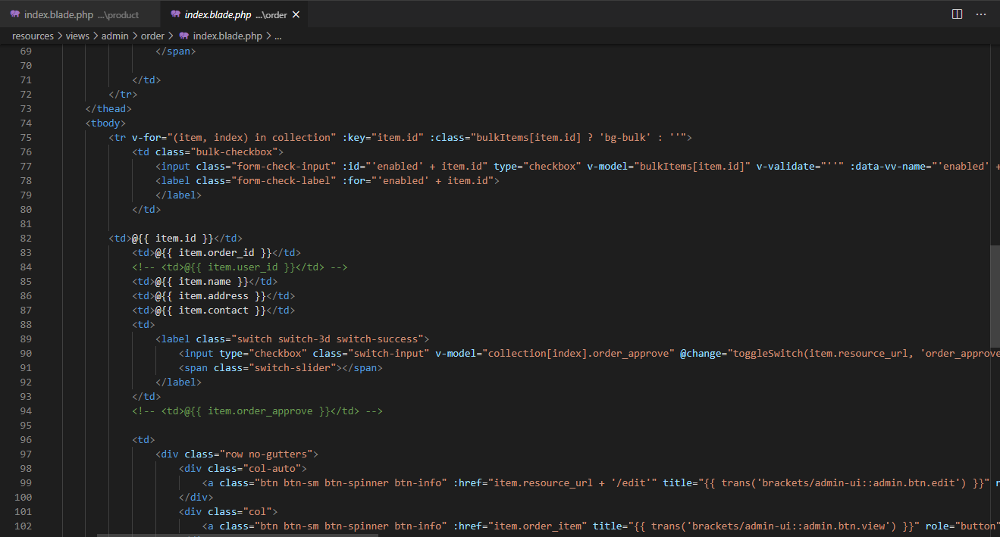 index.blade.php ...\product index.blade.php ...\order
resources > views > admin > order > index.blade.php > ...
69 </span>
70
71 </td>
72 </tr>
73 </thead>
74 <tbody>
75 <tr v-for="(item, index) in collection" :key="item.id" :class="bulkItems[item.id] ? 'bg-bulk' : ''">
76 <td class="bulk-checkbox">
77 <input class="form-check-input" :id="'enabled' + item.id" type="checkbox" v-model="bulkItems[item.id]" v-validate="''" :data-vv-name="'enabled' +
78 <label class="form-check-label" :for="'enabled' + item.id">
79 </label>
80 </td>
81
82 <td>@{{ item.id }}</td>
83 <td>@{{ item.order_id }}</td>
84 <!-- <td>@{{ item.user_id }}</td> -->
85 <td>@{{ item.name }}</td>
86 <td>@{{ item.address }}</td>
87 <td>@{{ item.contact }}</td>
88 <td>
89 <label class="switch switch-3d switch-success">
90 <input type="checkbox" class="switch-input" v-model="collection[index].order_approve" @change="toggleSwitch(item.resource_url, 'order_approve
91 <span class="switch-slider"></span>
92 </label>
93 </td>
94 <!-- <td>@{{ item.order_approve }}</td> -->
95
96 <td>
97 <div class="row no-gutters">
98 <div class="col-auto">
99 <a class="btn btn-sm btn-spinner btn-info" :href="item.resource_url + '/edit'" title="{{ trans('brackets/admin-ui::admin.btn.edit') }}"
100 </div>
101 <div class="col">
102 <a class="btn btn-sm btn-spinner btn-info" :href="item.order_item" title="{{ trans('brackets/admin-ui::admin.btn.view') }}" role="button"